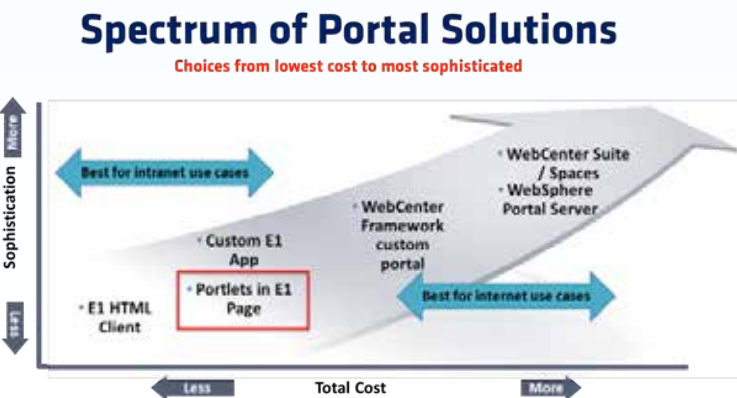 Spectrum of Portal Solutions
Choices from lowest cost to most sophisticated
More
Sophistication
Less
Best for intranet use cases
• WebCenter Suite
/ Spaces
• WebSphere
Portal Server
• WebCenter
Framework
custom
portal
• Custom E1
App
• Portlets in E1
Page
• E1 HTML
Client
Best for internet use cases
Less
Total Cost
More